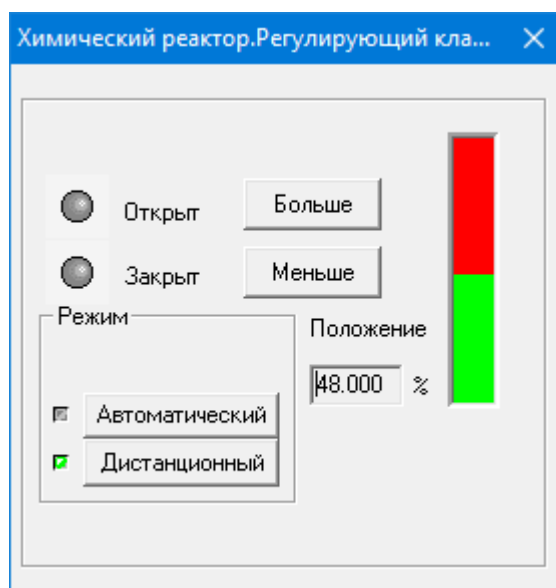 Химический реактор.Регулирующий кла...
Открыт
Больше
Закрыт
Меньше
Режим
Положение
48.000 %
Автоматический
Дистанционный